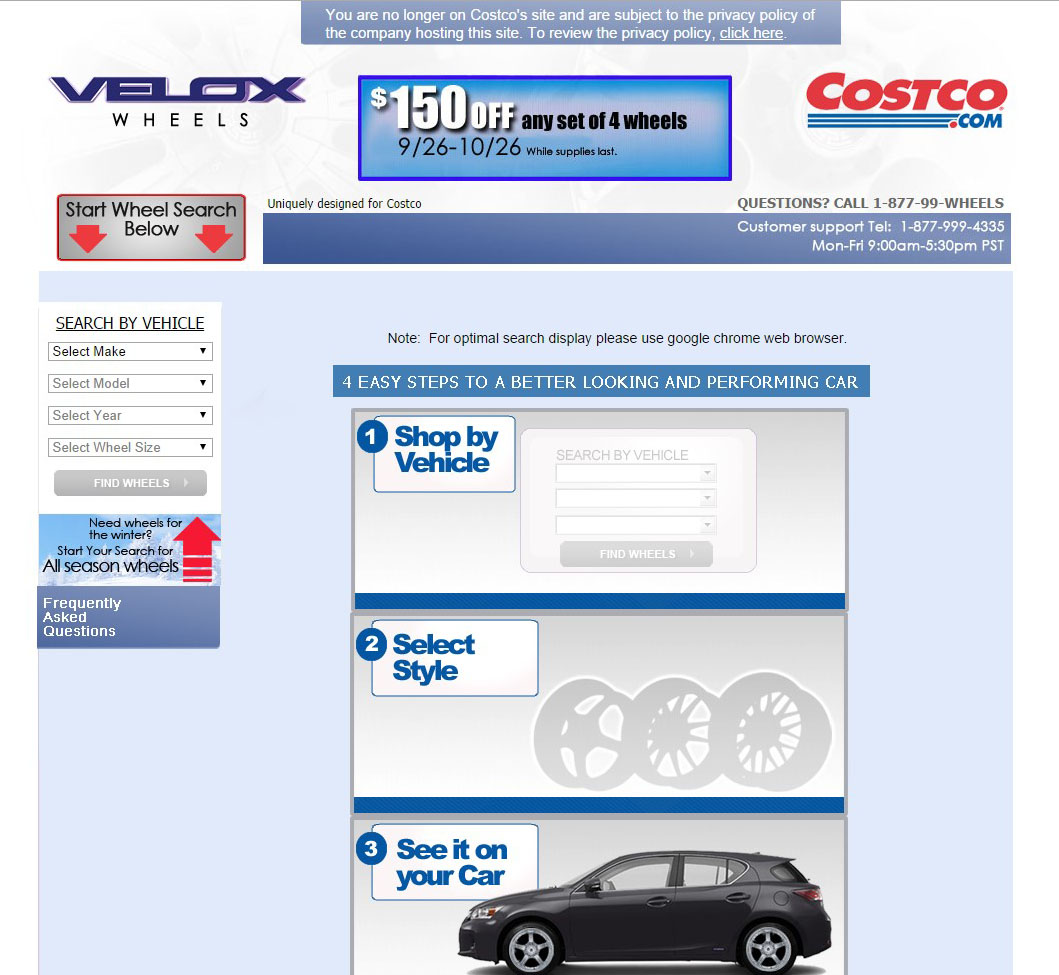 You are no longer on Costco's site and are subject to the privacy policy of
the company hosting this site. To review the privacy policy, click here.
VELOX
WHEELS
$150 OFF any set of 4 wheels
9/26-10/26 While supplies last.
COSTCO
.COM
Start Wheel Search
Below
Uniquely designed for Costco
QUESTIONS? CALL 1-877-99-WHEELS
Customer support Tel: 1-877-999-4335
Mon-Fri 9:00am-5:30pm PST
SEARCH BY VEHICLE
Select Make
Select Model
Select Year
Select Wheel Size
FIND WHEELS
Need wheels for
the winter?
Start Your Search for
All season wheels
Frequently
Asked
Questions
Note: For optimal search display please use google chrome web browser.
4 EASY STEPS TO A BETTER LOOKING AND PERFORMING CAR
1 Shop by
Vehicle
SEARCH BY VEHICLE
FIND WHEELS
2 Select
Style
3 See it on
your Car